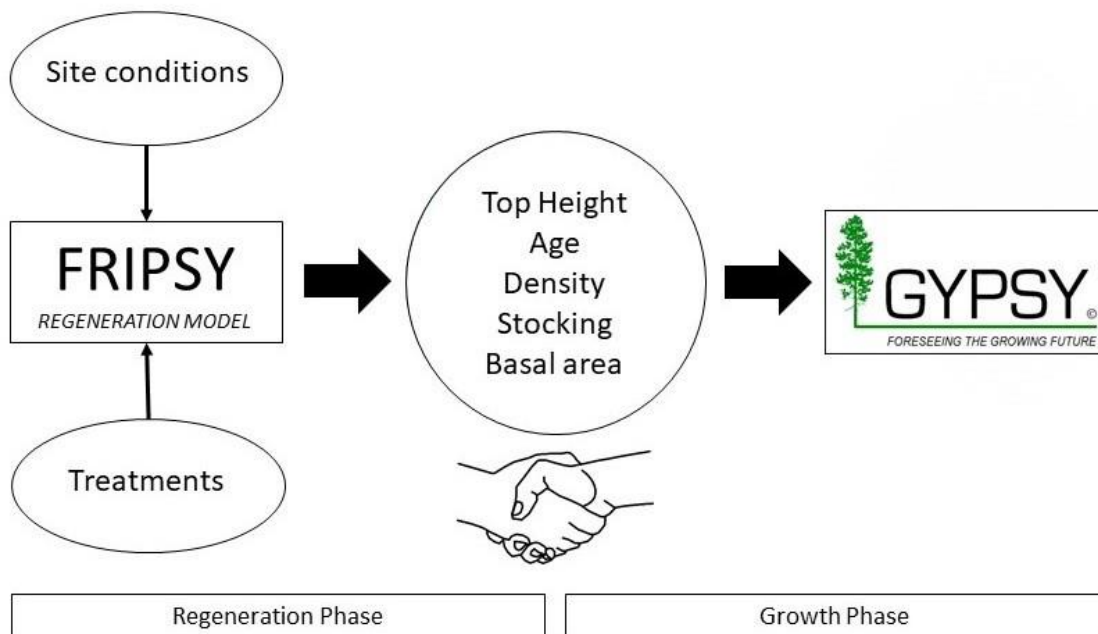 Site conditions
FRIPSY
REGENERATION MODEL
Treatments
Top Height
Age
Density
Stocking
Basal area
GYPSY©
FORESEEING THE GROWING FUTURE
Regeneration Phase
Growth Phase